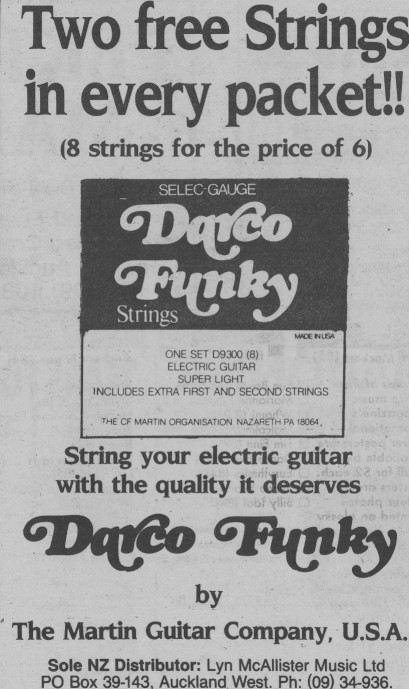 Two free Strings
in every packet!!
(8 strings for the price of 6)
SELEC-GAUGE
Darco
Funky
Strings
MADE IN USA
ONE SET D9300 (8)
ELECTRIC GUITAR
SUPER LIGHT
INCLUDES EXTRA FIRST AND SECOND STRINGS
THE CF MARTIN ORGANISATION NAZARETH PA 18064,
String your electric guitar
with the quality it deserves
Darco Funky
by
The Martin Guitar Company, U.S.A.
Sole NZ Distributor: Lyn McAllister Music Ltd
PO Box 39-143, Auckland West. Ph: (09) 34-936.